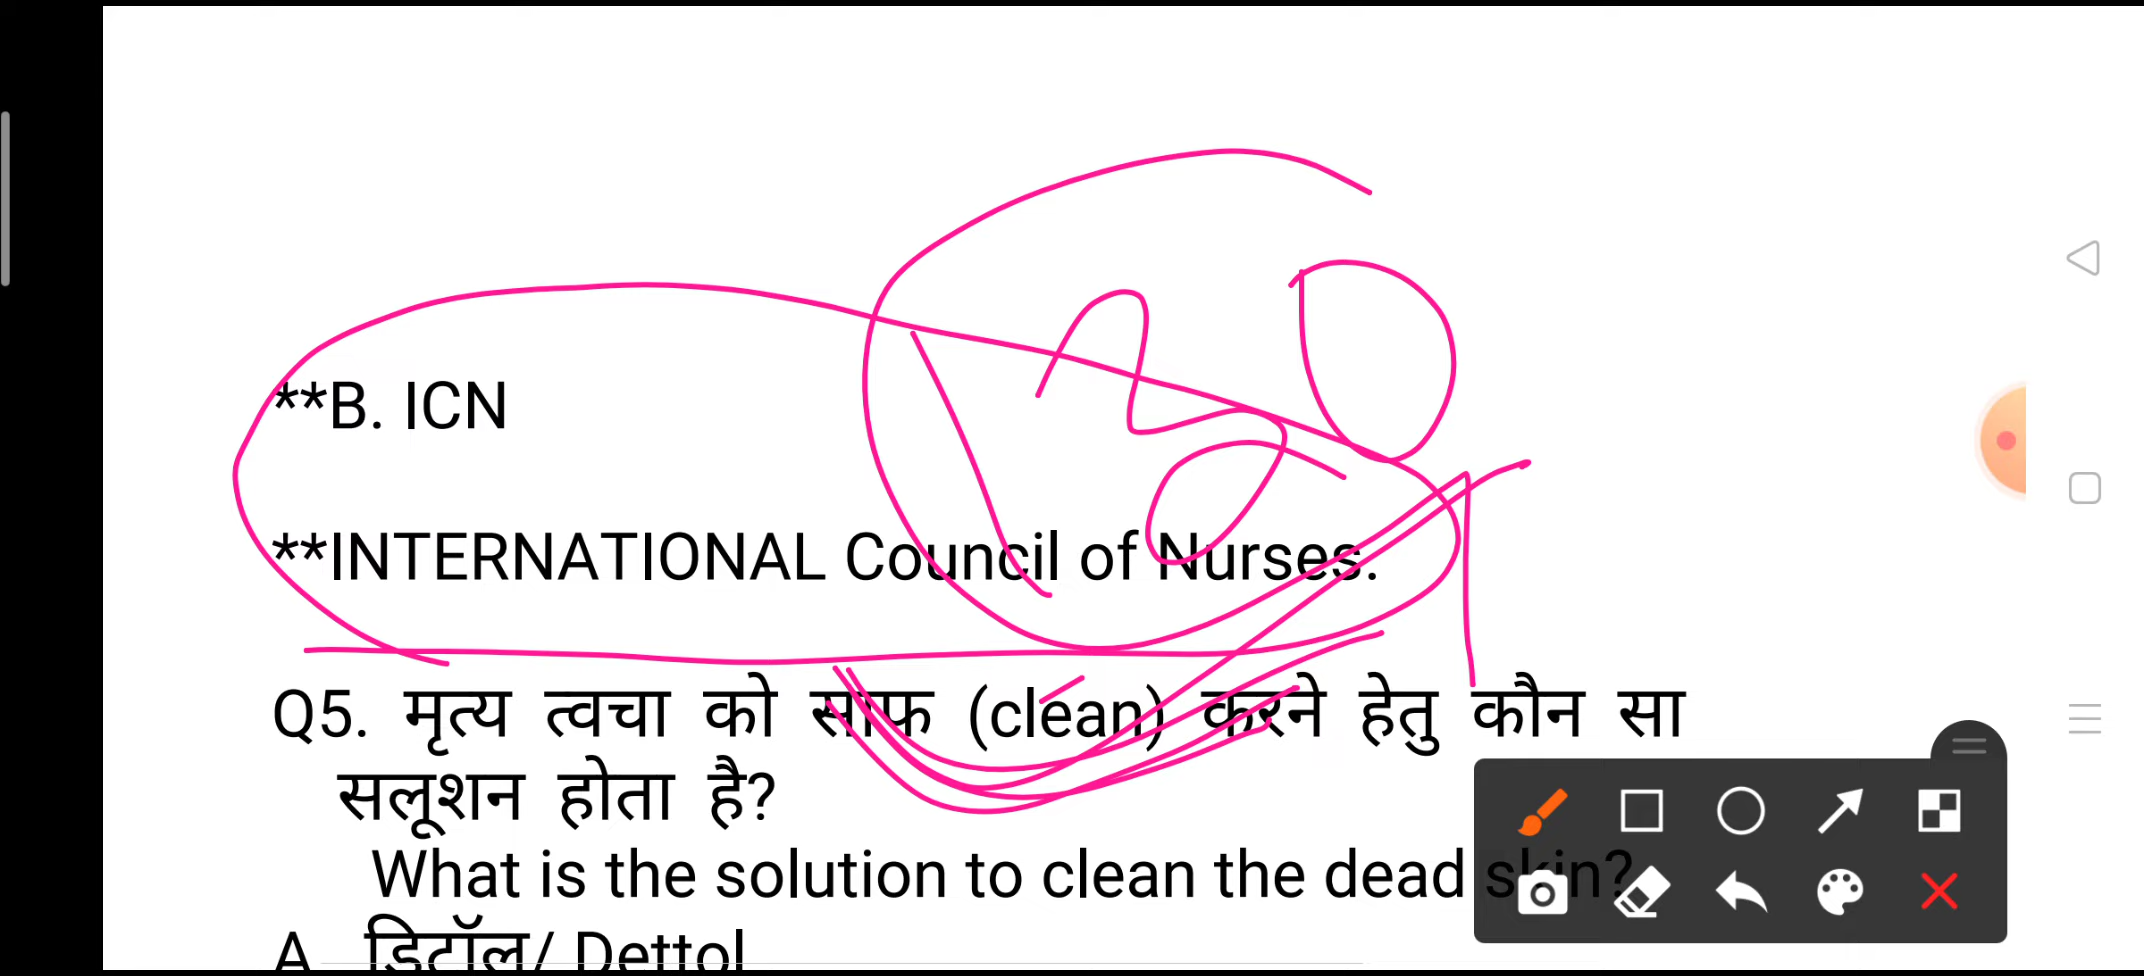 **B. ICN
**INTERNATIONAL Council of Nurses.
Q5. मृत्य त्वचा को साफ (clean) करने हेतु कौन सा
सलूशन होता है?
What is the solution to clean the dead skin?
A. डिटॉल/ Dettol